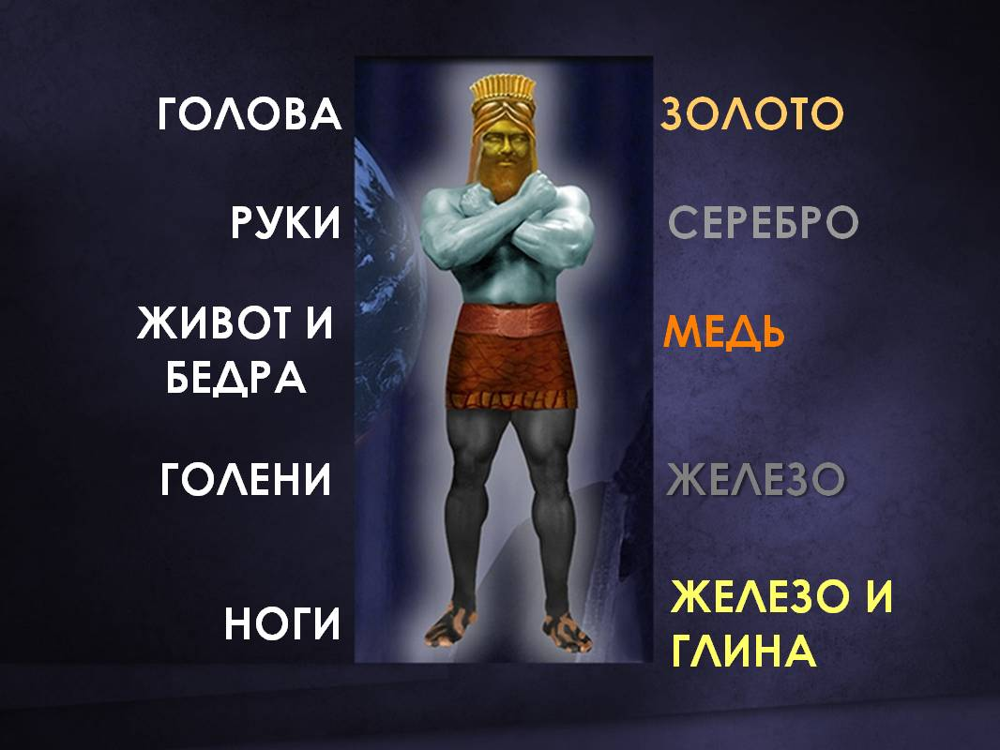 ГОЛОВА
ЗОЛОТО
РУКИ
СЕРЕБРО
ЖИВОТ И
БЕДРА
МЕДЬ
ГОЛЕНИ
ЖЕЛЕЗО
НОГИ
ЖЕЛЕЗО И
ГЛИНА